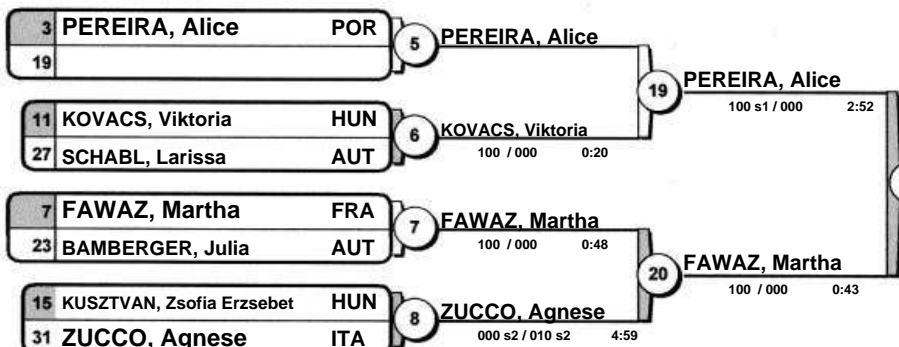 3 PEREIRA, Alice POR
19
5 PEREIRA, Alice
11 KOVACS, Viktoria HUN
27 SCHABL, Larissa AUT
6 KOVACS, Viktoria
100 / 000 0:20
19 PEREIRA, Alice
100 s1 / 000 2:52
7 FAWAZ, Martha FRA
23 BAMBERGER, Julia AUT
7 FAWAZ, Martha
100 / 000 0:48
15 KUSZTVAN, Zsofia Erzsebet HUN
31 ZUCCO, Agnese ITA
8 ZUCCO, Agnese
000 s2 / 010 s2 4:59
20 FAWAZ, Martha
100 / 000 0:43